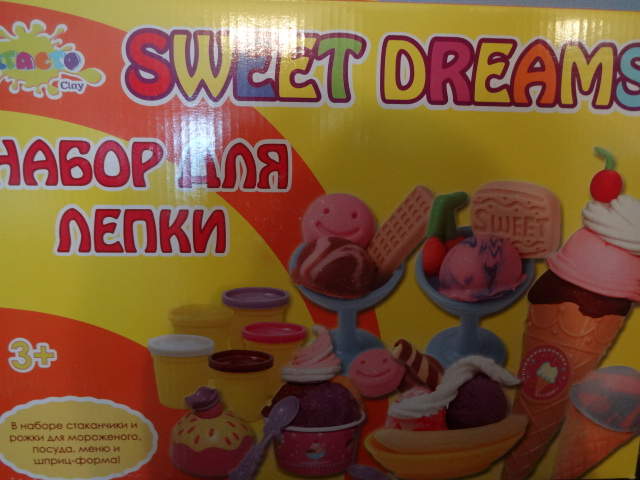 Clay
SWEET DREAMS
НАБОР ДЛЯ
ЛЕПКИ
SWEET
3+
В наборе стаканчики и
рожки для мороженого,
посуда, меню и
шприц-форма!